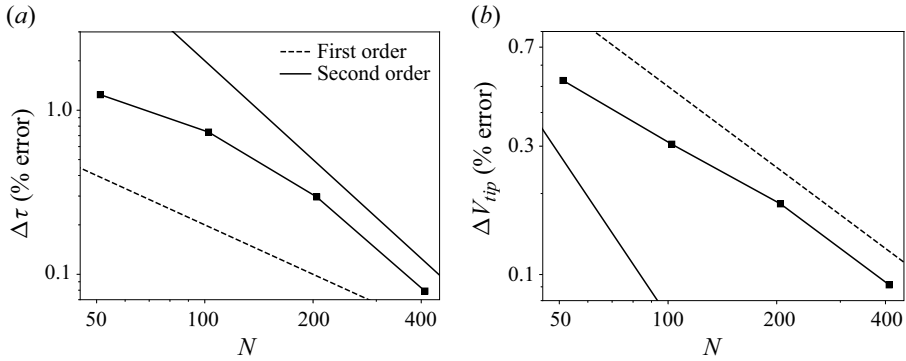 (a)
First order
Second order
1.0
0.1
Δτ (% error)
50 100 200 400
N
(b)
0.7
0.3
0.1
ΔV_tip (% error)
50 100 200 400
N